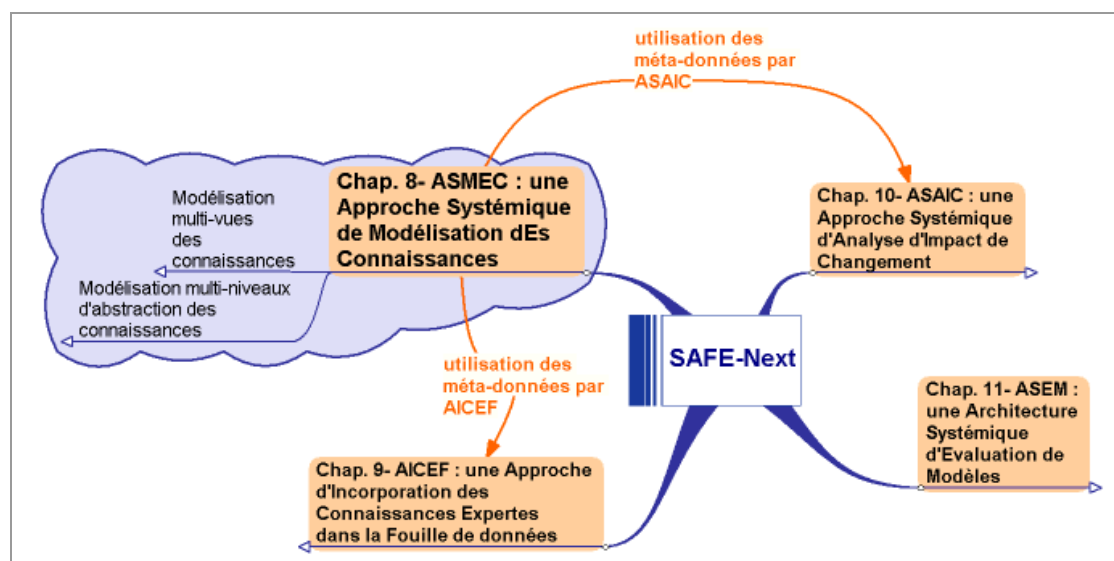 utilisation des
méta-données par
ASAIC
Chap. 8- ASMEC : une
Approche Systémique
de Modélisation dEs
Connaissances
Modélisation
multi-vues
des
connaissances
Modélisation multi-niveaux
d'abstraction des
connaissances
Chap. 10- ASAIC : une
Approche Systémique
d'Analyse d'Impact de
Changement
SAFE-Next
utilisation des
méta-données par
AICEF
Chap. 11- ASEM :
une Architecture
Systémique
d'Evaluation de
Modèles
Chap. 9- AICEF : une Approche
d'Incorporation des
Connaissances Expertes
dans la Fouille de données